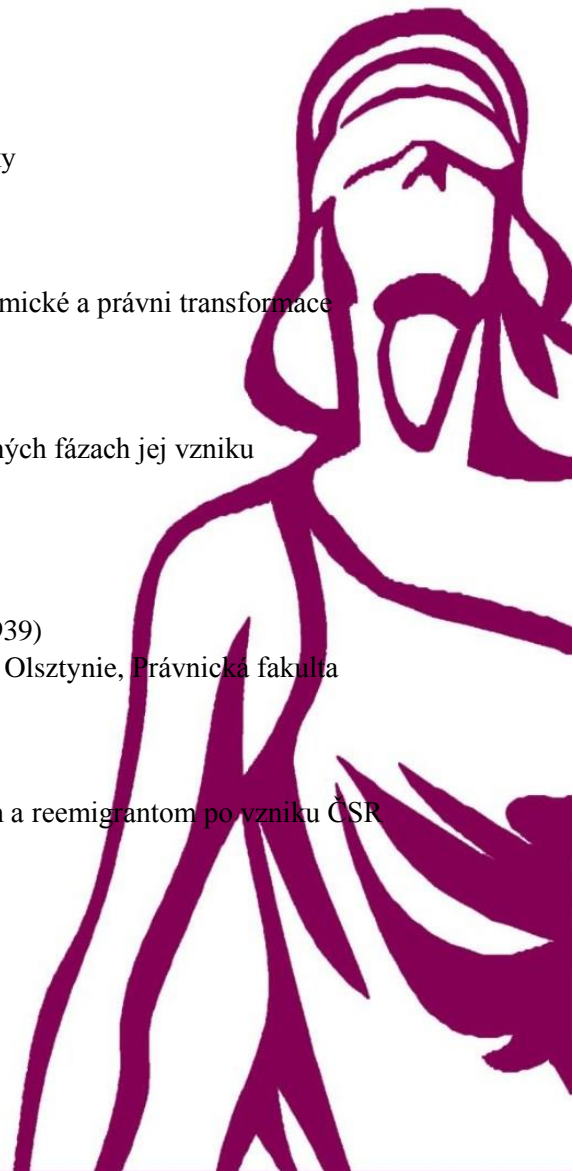 y
mické a právni transformace
ných fázach jej vzniku
939)
Olsztynie, Právnická fakulta
a reemigrantom po vzniku ČSR